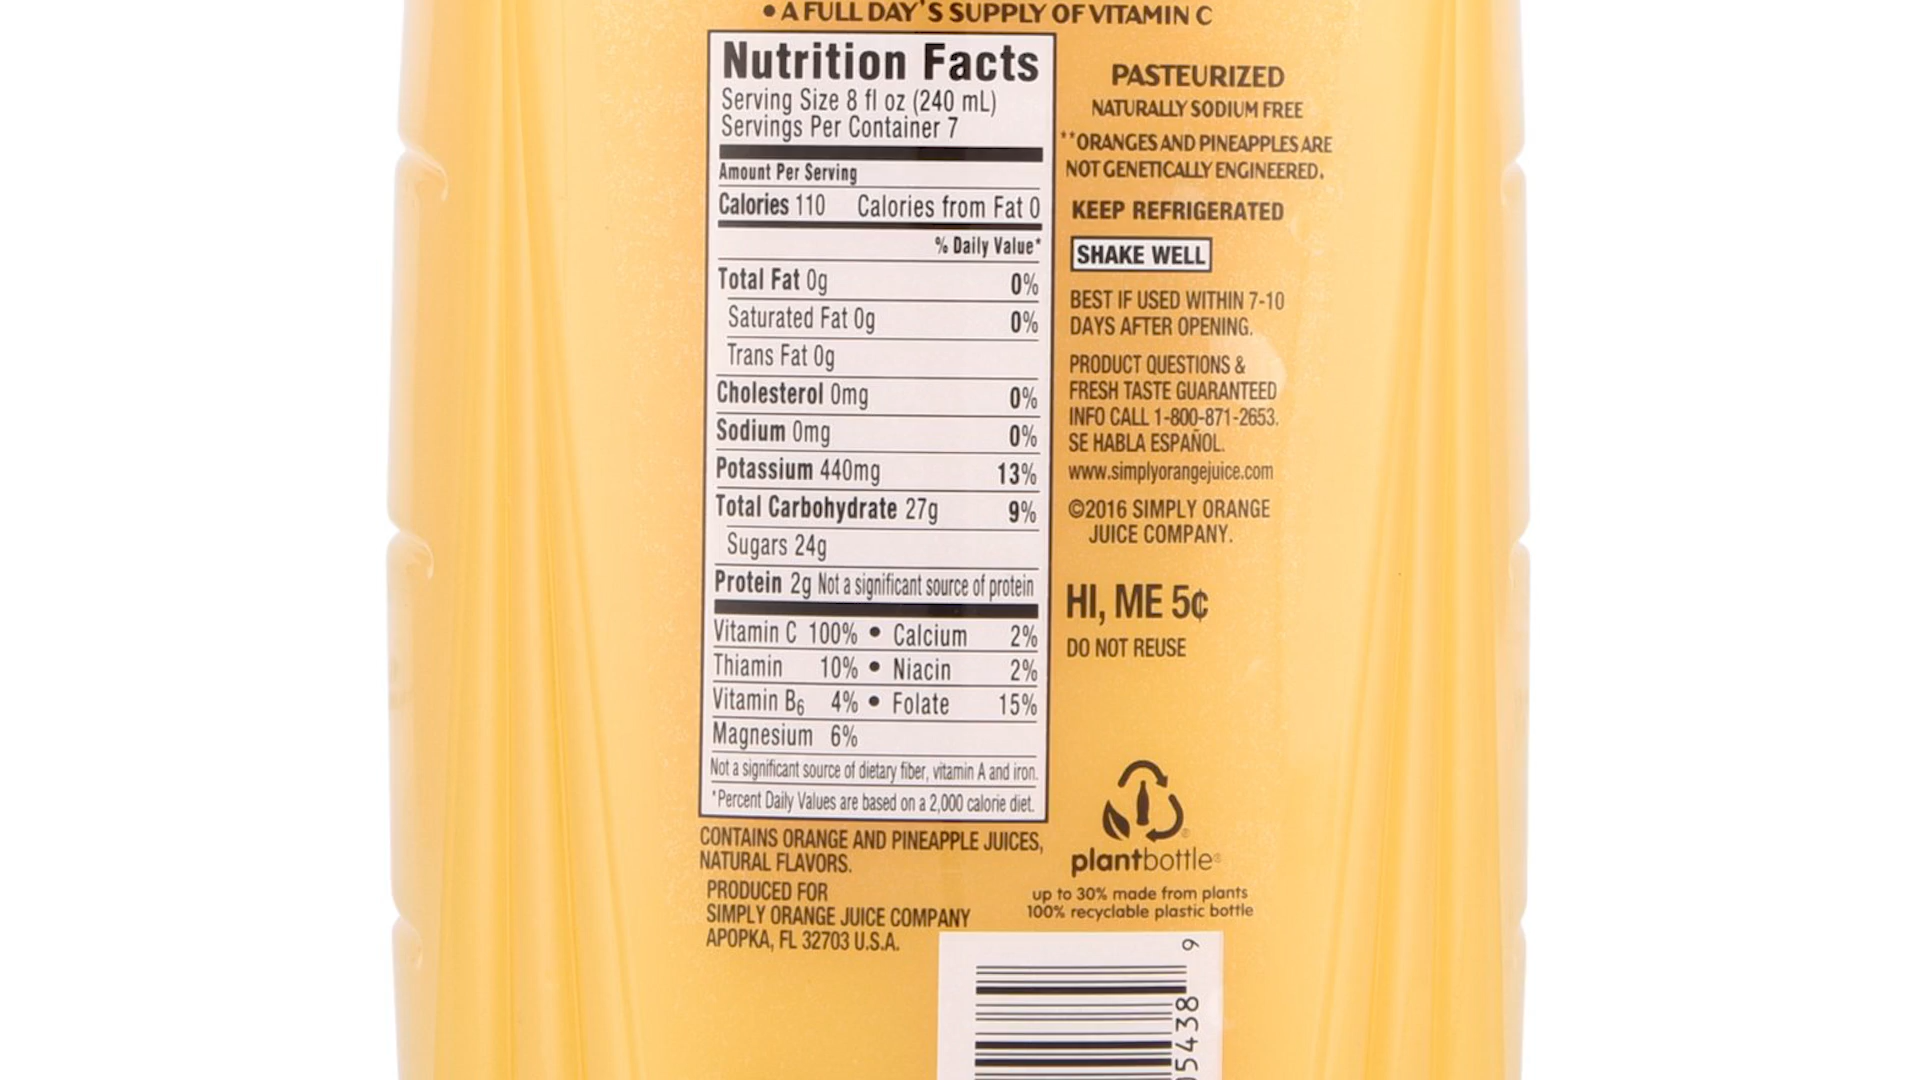 • A FULL DAY'S SUPPLY OF VITAMIN C
Nutrition Facts
Serving Size 8 fl oz (240 mL)
Servings Per Container 7
Amount Per Serving
Calories 110 Calories from Fat 0
% Daily Value*
Total Fat 0g 0%
Saturated Fat 0g 0%
Trans Fat 0g
Cholesterol 0mg 0%
Sodium 0mg 0%
Potassium 440mg 13%
Total Carbohydrate 27g 9%
Sugars 24g
Protein 2g Not a significant source of protein
Vitamin C 100% • Calcium 2%
Thiamin 10% • Niacin 2%
Vitamin B6 4% • Folate 15%
Magnesium 6%
Not a significant source of dietary fiber, vitamin A and iron.
*Percent Daily Values are based on a 2,000 calorie diet.
CONTAINS ORANGE AND PINEAPPLE JUICES,
NATURAL FLAVORS.
PRODUCED FOR
SIMPLY ORANGE JUICE COMPANY
APOPKA, FL 32703 U.S.A.
PASTEURIZED
NATURALLY SODIUM FREE
**ORANGES AND PINEAPPLES ARE
NOT GENETICALLY ENGINEERED.
KEEP REFRIGERATED
SHAKE WELL
BEST IF USED WITHIN 7-10
DAYS AFTER OPENING.
PRODUCT QUESTIONS &
FRESH TASTE GUARANTEED
INFO CALL 1-800-871-2653.
SE HABLA ESPAÑOL.
www.simplyorangejuice.com
©2016 SIMPLY ORANGE
JUICE COMPANY.
HI, ME 5¢
DO NOT REUSE
plantbottle®
up to 30% made from plants
100% recyclable plastic bottle
05438 9